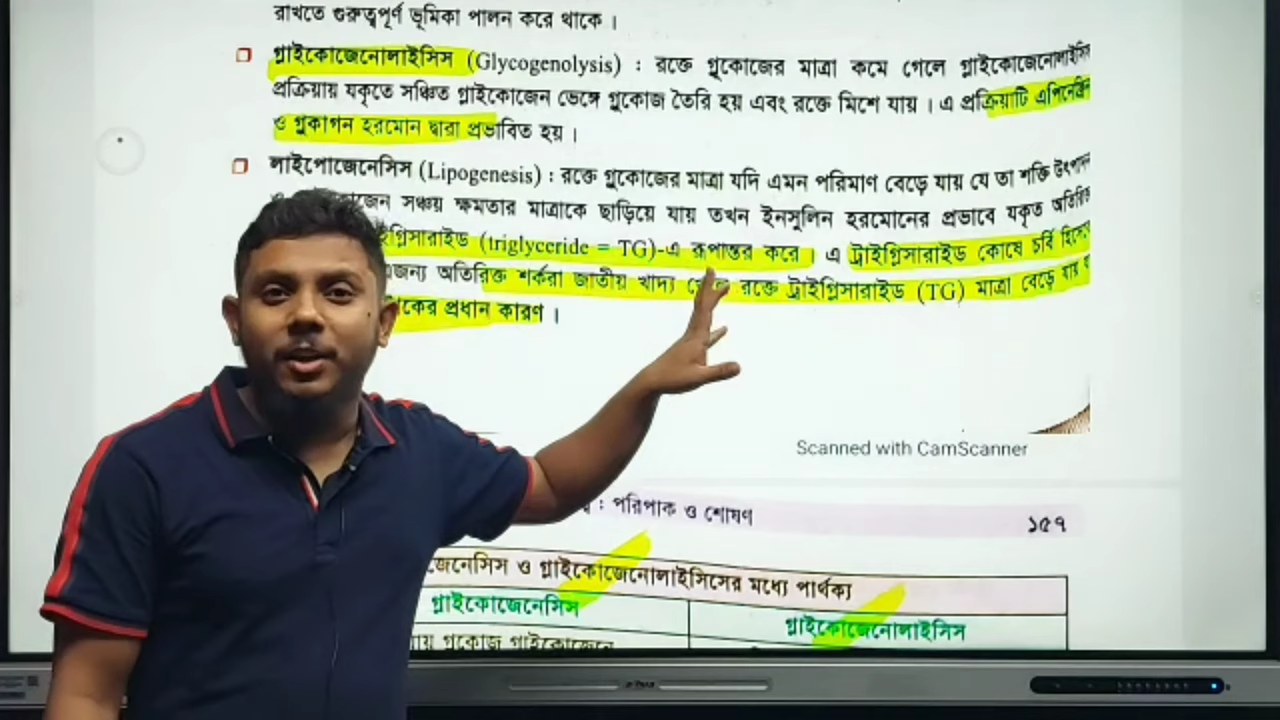 রাখতে গুরুত্বপূর্ণ ভূমিকা পালন করে থাকে ।
গ্লাইকোজেনোলাইসিস (Glycogenolysis) : রক্তে গ্লুকোজের মাত্রা কমে গেলে গ্লাইকোজেনোলাইসিস
প্রক্রিয়ায় যকৃতে সঞ্চিত গ্লাইকোজেন ভেঙ্গে গ্লুকোজ তৈরি হয় এবং রক্তে মিশে যায় । এ প্রক্রিয়াটি এপিনেফ্রিন
ও গ্লুকাগন হরমোন দ্বারা প্রভাবিত হয় ।
লাইপোজেনেসিস (Lipogenesis) : রক্তে গ্লুকোজের মাত্রা যদি এমন পরিমাণ বেড়ে যায় যে তা শক্তি উৎপাদন
সঞ্চয় ক্ষমতার মাত্রাকে ছাড়িয়ে যায় তখন ইনসুলিন হরমোনের প্রভাবে যকৃত অতিরিক্ত
(triglyceride = TG)-এ রূপান্তর করে । এ ট্রাইগ্লিসারাইড কোষে চর্বি হিসেবে
অতিরিক্ত শর্করা জাতীয় খাদ্য রক্তে ট্রাইগ্লিসারাইড (TG) মাত্রা বেড়ে যায়
প্রধান কারণ ।
Scanned with CamScanner
: পরিপাক ও শোষণ ১৫৭
ও গ্লাইকোজেনোলাইসিসের মধ্যে পার্থক্য
গ্লাইকোজেনেসিস গ্লাইকোজেনোলাইসিস